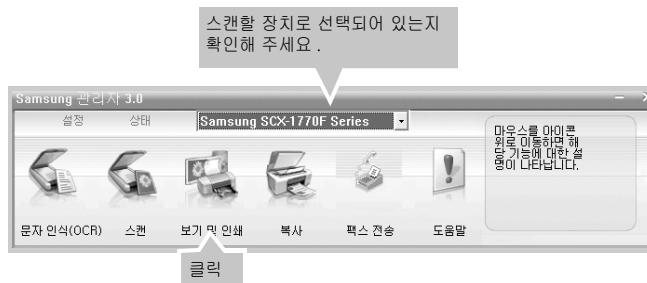 스캔할 장치로 선택되어 있는지
확인해 주세요 .
Samsung 관리자 3.0
설정 상태 Samsung SCX-1770F Series
마우스를 아이콘
위로 이동하면 해
당 기능에 대한 설
명이 나타납니다.
문자 인식(OCR) 스캔 보기 및 인쇄 복사 팩스 전송 도움말
클릭